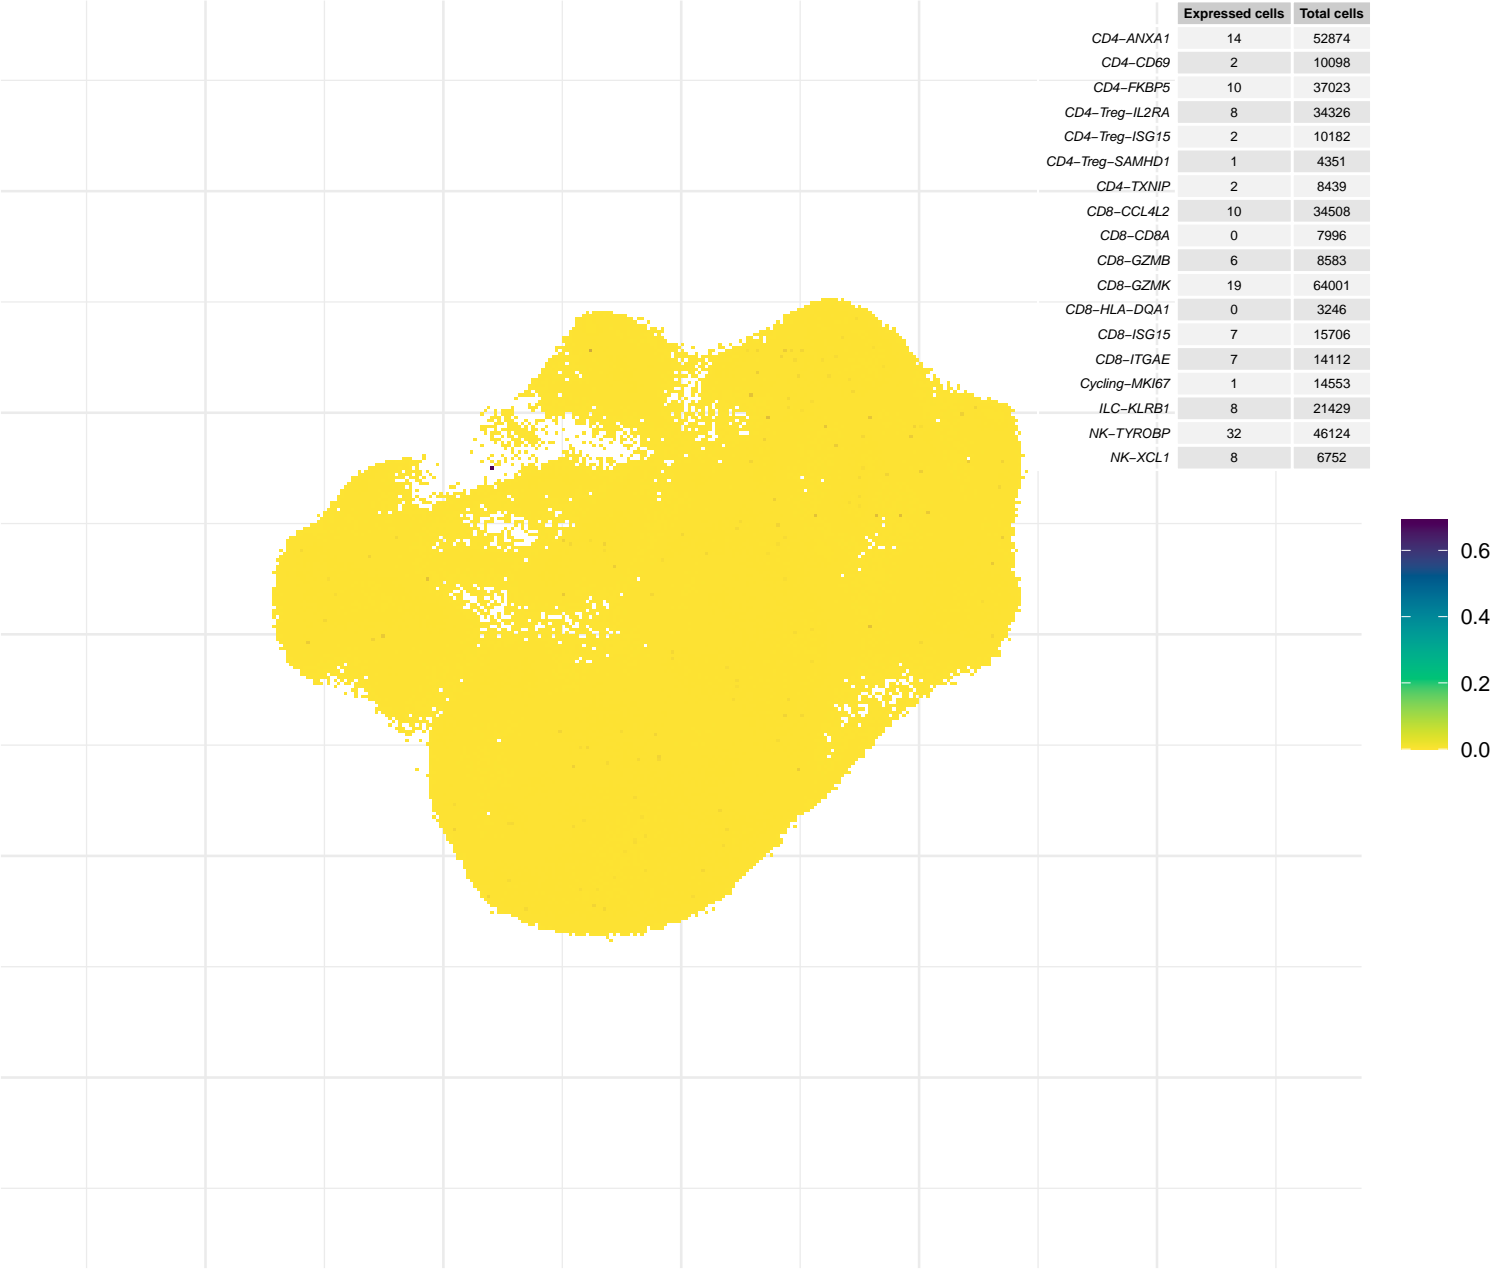 Expressed cells Total cells
CD4−ANXA1 14 52874
CD4−CD69 2 10098
CD4−FKBP5 10 37023
CD4−Treg−IL2RA 8 34326
CD4−Treg−ISG15 2 10182
CD4−Treg−SAMHD1 1 4351
CD4−TXNIP 2 8439
CD8−CCL4L2 10 34508
CD8−CD8A 0 7996
CD8−GZMB 6 8583
CD8−GZMK 19 64001
CD8−HLA−DQA1 0 3246
CD8−ISG15 7 15706
CD8−ITGAE 7 14112
Cycling−MKI67 1 14553
ILC−KLRB1 8 21429
NK−TYROBP 32 46124
NK−XCL1 8 6752
0.6
0.4
0.2
0.0